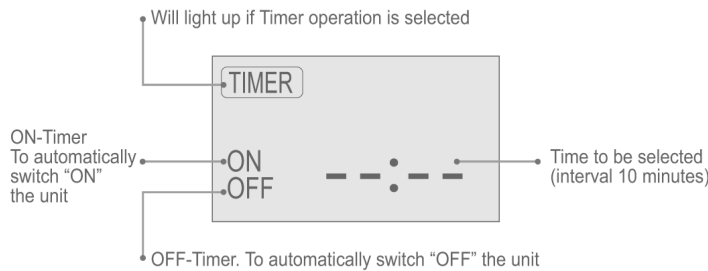 Will light up if Timer operation is selected
TIMER
ON-Timer
To automatically
switch “ON”
the unit
ON
OFF
– – : – –
Time to be selected
(interval 10 minutes)
OFF-Timer. To automatically switch “OFF” the unit